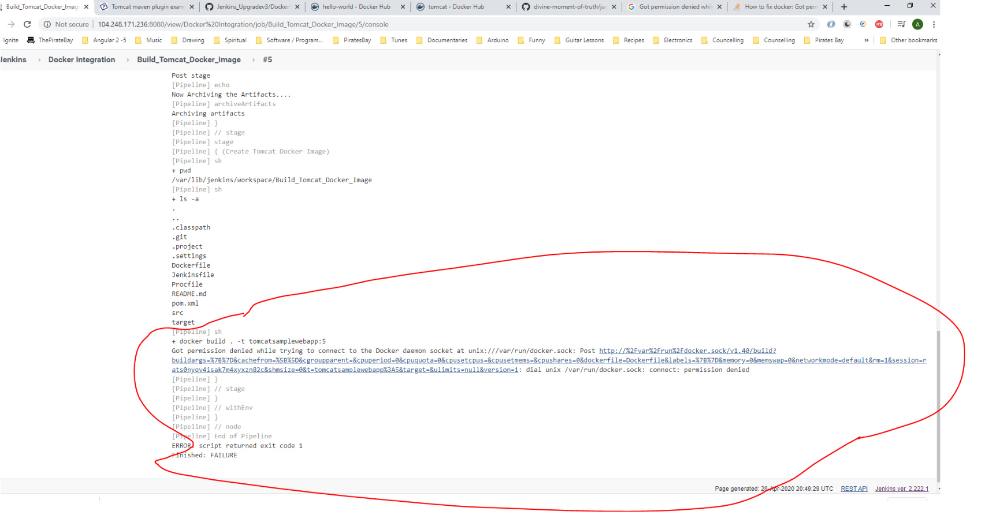 Build_Tomcat_Docker_Imag
Tomcat maven plugin exam
Jenkins_Upgradev3/Docker
hello-world - Docker Hub
tomcat - Docker Hub
divine-moment-of-truth/jav
Got permission denied whil
How to fix docker: Got perm
Not secure
104.248.171.236:8080/view/Docker%20Integration/job/Build_Tomcat_Docker_Image/5/console
A
Ignite
ThePirateBay
Angular 2 -5
Music
Drawing
Spiritual
Software / Program...
PiratesBay
Tunes
Documentaries
Arduino
Funny
Guitar Lessons
Recipes
Electronics
Councelling
Counselling
Pirates Bay
»
Other bookmarks
Jenkins
Docker Integration
Build_Tomcat_Docker_Image
#5
Post stage
[Pipeline] echo
Now Archiving the Artifacts....
[Pipeline] archiveArtifacts
Archiving artifacts
[Pipeline] }
[Pipeline] // stage
[Pipeline] stage
[Pipeline] { (Create Tomcat Docker Image)
[Pipeline] sh
+ pwd
/var/lib/jenkins/workspace/Build_Tomcat_Docker_Image
[Pipeline] sh
+ ls -a
.
..
.classpath
.git
.project
.settings
Dockerfile
Jenkinsfile
Procfile
README.md
pom.xml
src
target
[Pipeline] sh
+ docker build . -t tomcatsamplewebapp:5
Got permission denied while trying to connect to the Docker daemon socket at unix:///var/run/docker.sock: Post http://%2Fvar%2Frun%2Fdocker.sock/v1.40/build?
buildargs=%7B%7D&cachefrom=%5B%5D&cgroupparent=&cpuperiod=0&cpuquota=0&cpusetcpus=&cpusetmems=&cpushares=0&dockerfile=Dockerfile&labels=%7B%7D&memory=0&memswap=0&networkmode=default&rm=1&session=r
ats0nyqv4isak7m4xyxzn82c&shmsize=0&t=tomcatsamplewebapp%3A5&target=&ulimits=null&version=1: dial unix /var/run/docker.sock: connect: permission denied
[Pipeline] }
[Pipeline] // stage
[Pipeline] }
[Pipeline] // withEnv
[Pipeline] }
[Pipeline] // node
[Pipeline] End of Pipeline
ERROR: script returned exit code 1
Finished: FAILURE
Page generated: 28-Apr-2020 20:49:29 UTC
REST API
Jenkins ver. 2.222.1